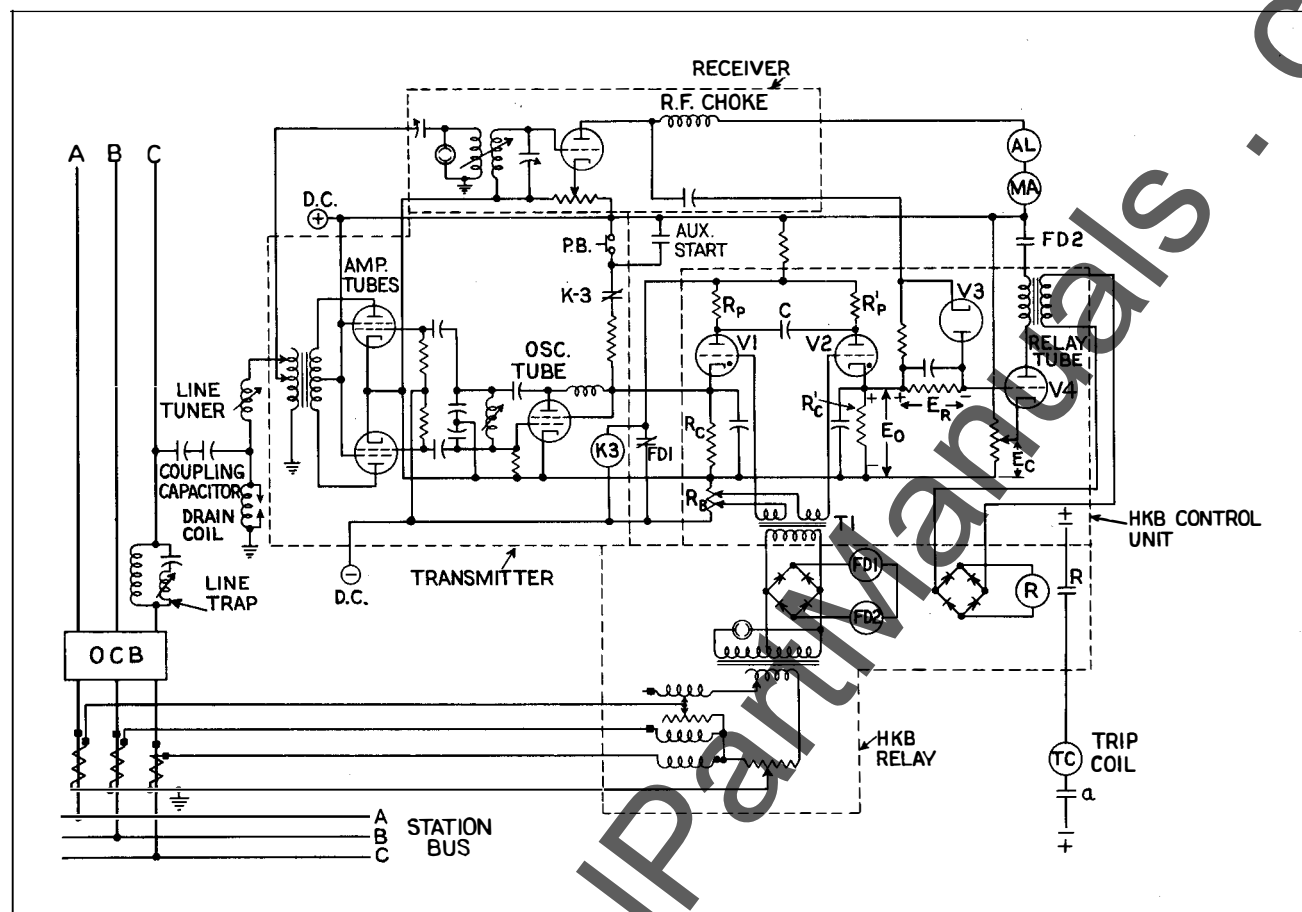 RECEIVER
R.F. CHOKE
A B C
AL
MA
D.C.
+
P.B.
AUX.
START
FD2
AMP.
TUBES
K-3
RP
C
R'P
V3
V1
V2
OSC.
TUBE
RELAY
TUBE
V4
LINE
TUNER
R'C
+ +
ER
RC
EO
EC
K3
FD1
COUPLING
CAPACITOR
DRAIN
COIL
RB
T1
HKB CONTROL
UNIT
LINE
TRAP
TRANSMITTER
D.C.
FD1
FD2
R
R
OCB
HKB
RELAY
TC
TRIP
COIL
a
A
B
C
STATION
BUS
lPartManuals . c